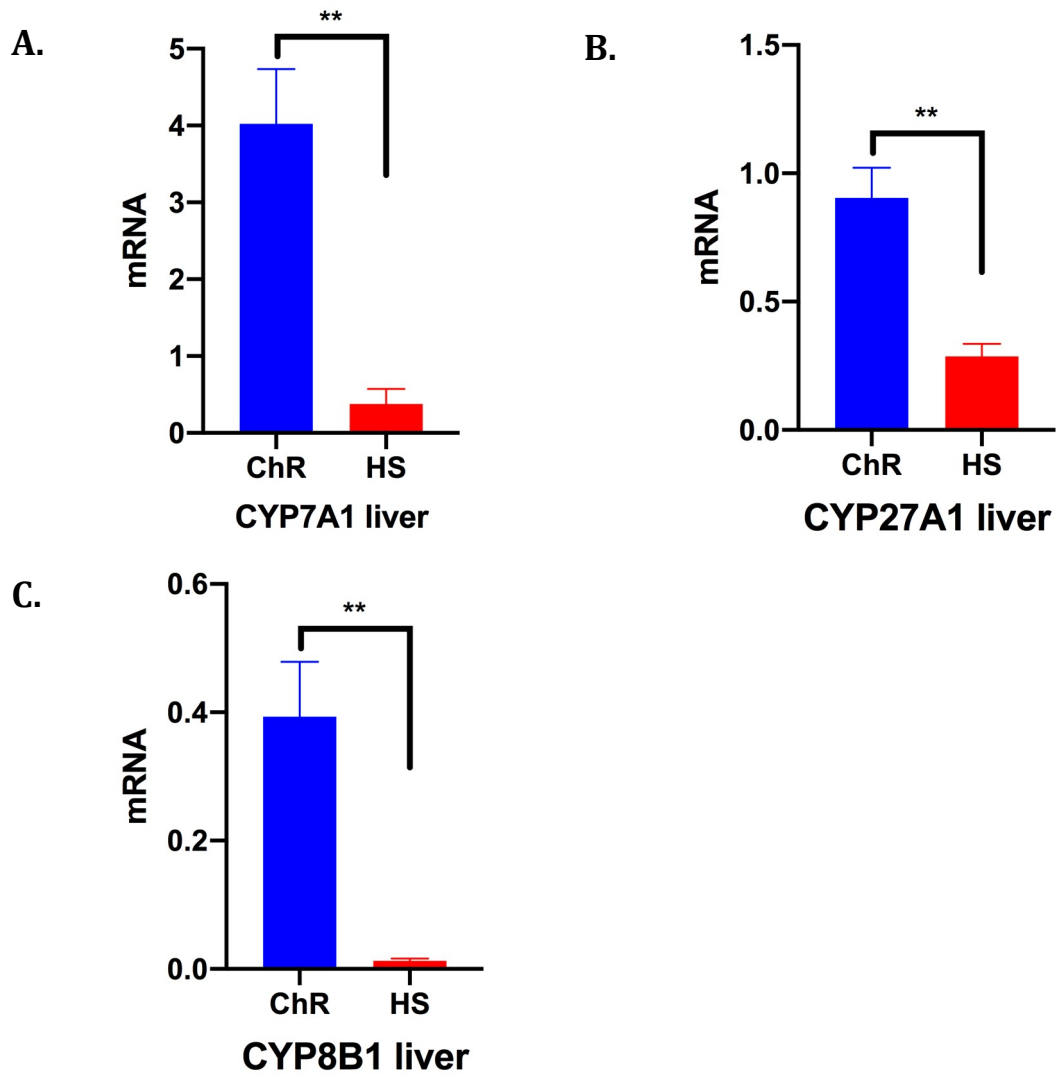 A.
**
5
4
3
2
1
0
mRNA
ChR HS
CYP7A1 liver
B.
**
1.5
1.0
0.5
0.0
mRNA
ChR HS
CYP27A1 liver
C.
**
0.6
0.4
0.2
0.0
mRNA
ChR HS
CYP8B1 liver